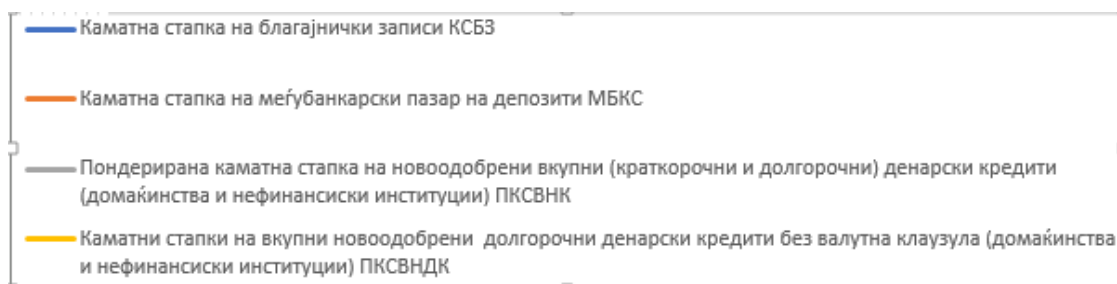 Каматна стапка на благајнички записи КСБЗ
Каматна стапка на меѓубанкарски пазар на депозити МБКС
Пондерирана каматна стапка на новоодобрени вкупни (краткорочни и долгорочни) денарски кредити
(домаќинства и нефинансиски институции) ПКСВНК
Каматни стапки на вкупни новоодобрени долгорочни денарски кредити без валутна клаузула (домаќинства
и нефинансиски институции) ПКСВНДК